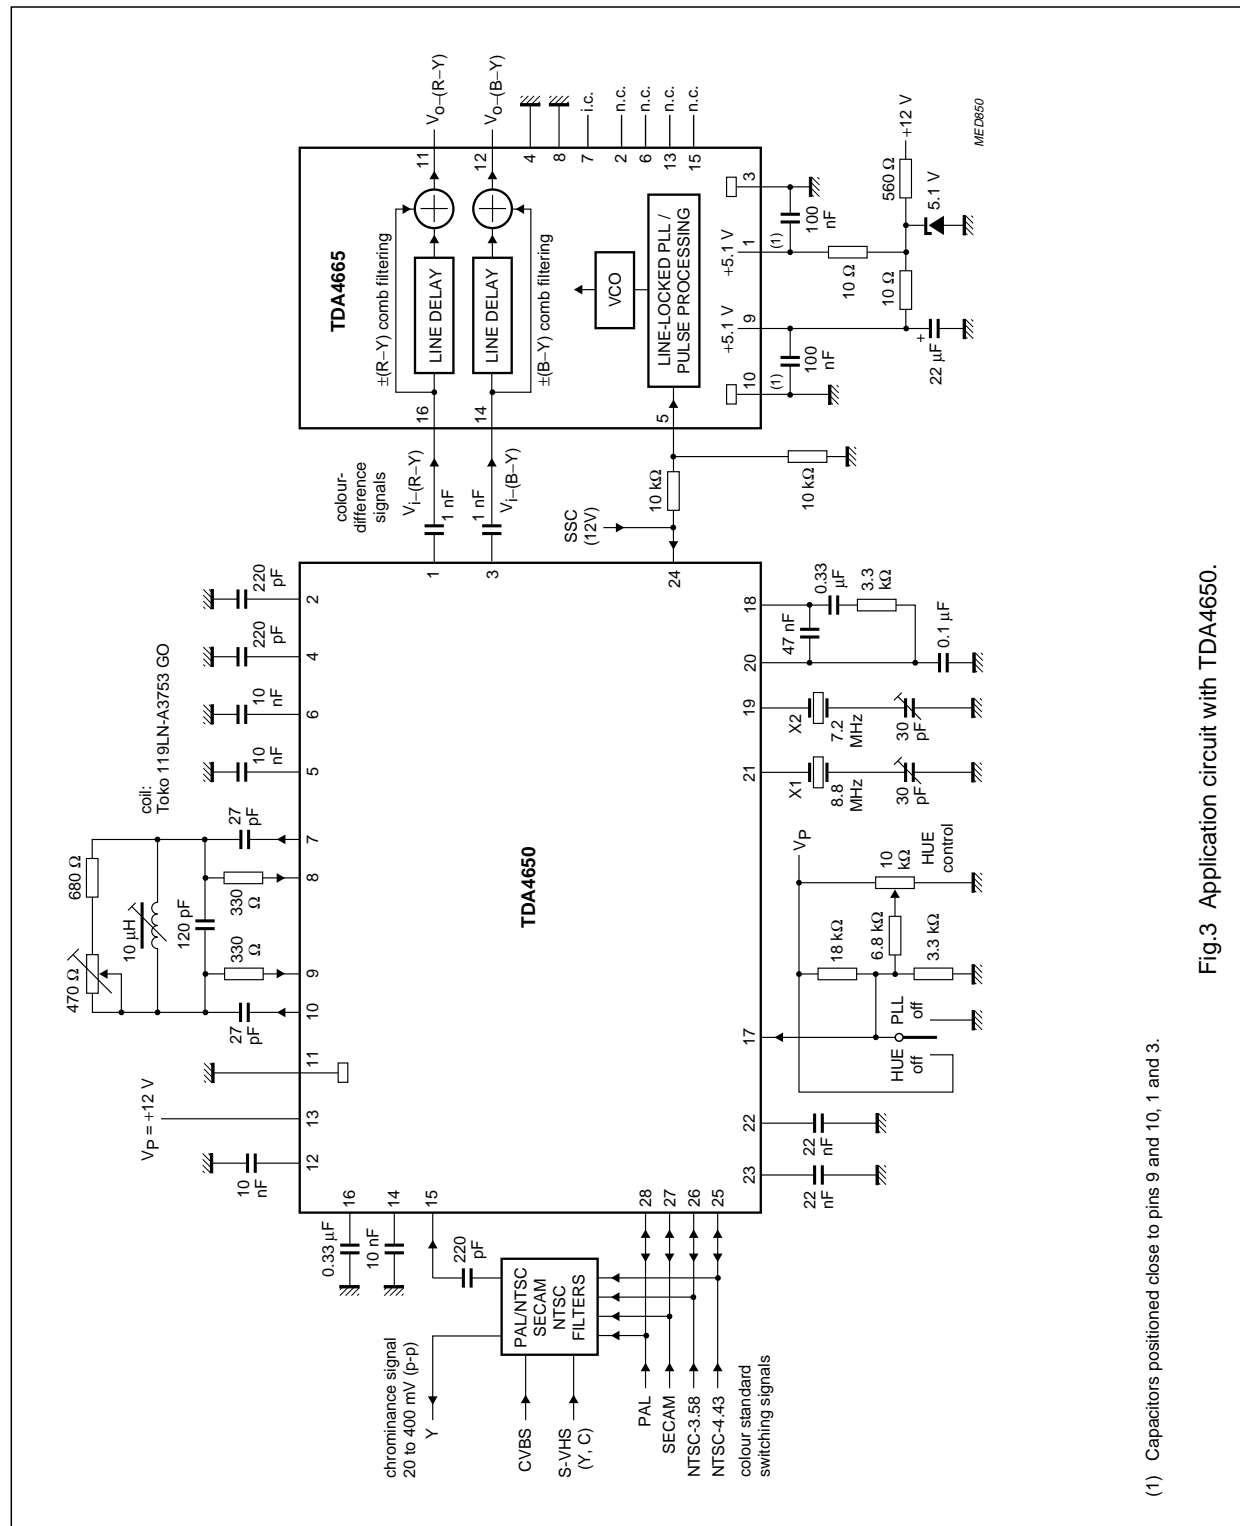 TDA4665
11
Vo–(R–Y)
12
Vo–(B–Y)
4
8
7
i.c.
2
n.c.
6
n.c.
13
n.c.
15
n.c.
±(R–Y) comb filtering
LINE DELAY
LINE DELAY
±(B–Y) comb filtering
VCO
LINE-LOCKED PLL /
PULSE PROCESSING
16
14
5
10
(1)
100
nF
9
+5.1 V
1
+5.1 V
(1)
100
nF
3
22 µF
+
10 Ω
10 Ω
560 Ω
+12 V
5.1 V
MED850
colour-
difference
signals
Vi–(R–Y)
1 nF
1 nF
Vi–(B–Y)
SSC
(12V)
10 kΩ
10 kΩ
TDA4650
1
3
24
coil:
Toko 119LN-A3753 GO
470 Ω
680 Ω
10 µH
120 pF
330
Ω
330
Ω
27
pF
27
pF
10
nF
10
nF
220
pF
220
pF
VP = +12 V
10
nF
12
13
11
10
9
8
7
5
6
4
2
0.33 µF
10 nF
220
pF
16
14
15
28
27
26
25
PAL/NTSC
SECAM
NTSC
FILTERS
chrominance signal
20 to 400 mV (p-p)
Y
CVBS
S-VHS
(Y, C)
PAL
SECAM
NTSC-3.58
NTSC-4.43
colour standard
switching signals
23
22
17
21
19
20
18
22
nF
22
nF
HUE
off
PLL
off
18 kΩ
6.8 kΩ
3.3 kΩ
VP
10
kΩ
HUE
control
X1
8.8
MHz
30
pF
X2
7.2
MHz
30
pF
47 nF
0.33
µF
3.3
kΩ
0.1 µF
(1) Capacitors positioned close to pins 9 and 10, 1 and 3.
Fig.3 Application circuit with TDA4650.